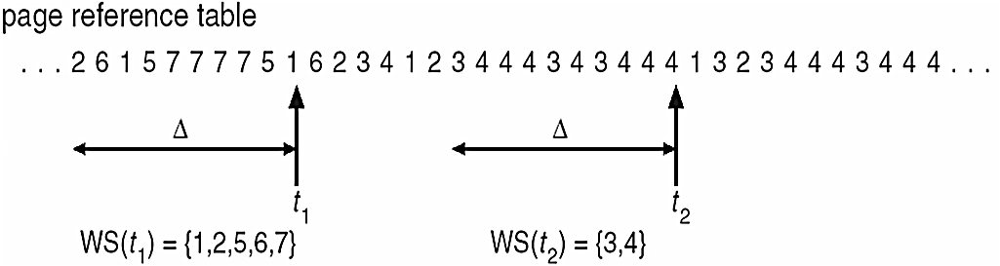 page reference table
. . . 2 6 1 5 7 7 7 7 5 1 6 2 3 4 1 2 3 4 4 4 3 4 3 4 4 4 1 3 2 3 4 4 4 3 4 4 4 . . .
Δ Δ
t1 t2
WS(t1) = {1,2,5,6,7} WS(t2) = {3,4}